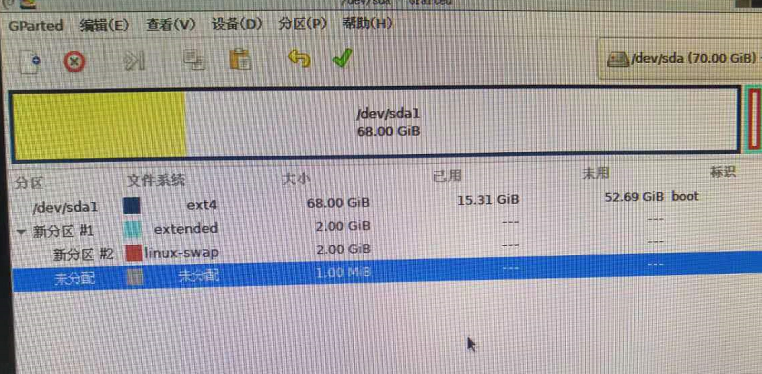 GParted 编辑(E) 查看(V) 设备(D) 分区(P) 帮助(H)
/dev/sda (70.00 GiB)
/dev/sda1
68.00 GiB
分区 文件系统 大小 已用 未用 标识
/dev/sda1 ext4 68.00 GiB 15.31 GiB 52.69 GiB boot
新分区 #1 extended 2.00 GiB --- ---
新分区 #2 linux-swap 2.00 GiB --- ---
未分配 未分配 1.00 MiB --- ---